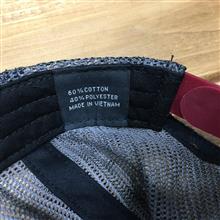 60% COTTON
40% POLYESTER
MADE IN VIETNAM